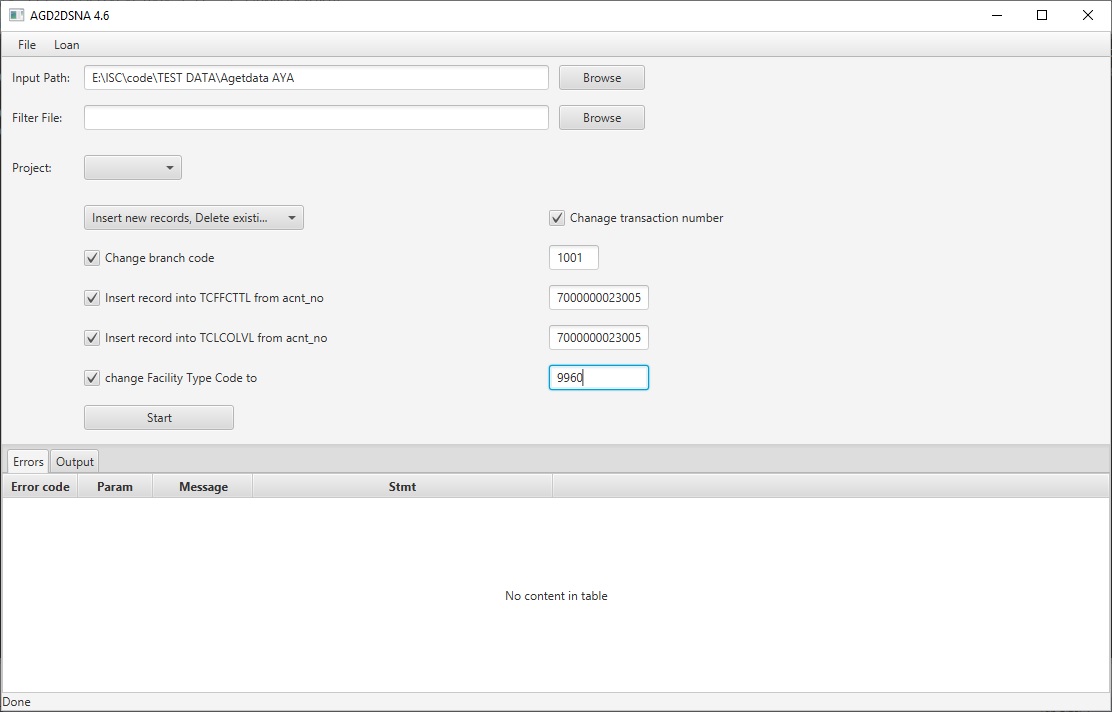 AGD2DSNA 4.6
File Loan
Input Path: E:\ISC\code\TEST DATA\Agetdata AYA Browse
Filter File: Browse
Project:
Insert new records, Delete existi... Chanage transaction number
Change branch code 1001
Insert record into TCFFCTTL from acnt_no 7000000023005
Insert record into TCLCOLVL from acnt_no 7000000023005
change Facility Type Code to 9960
Start
Errors Output
Error code Param Message Stmt
No content in table
Done